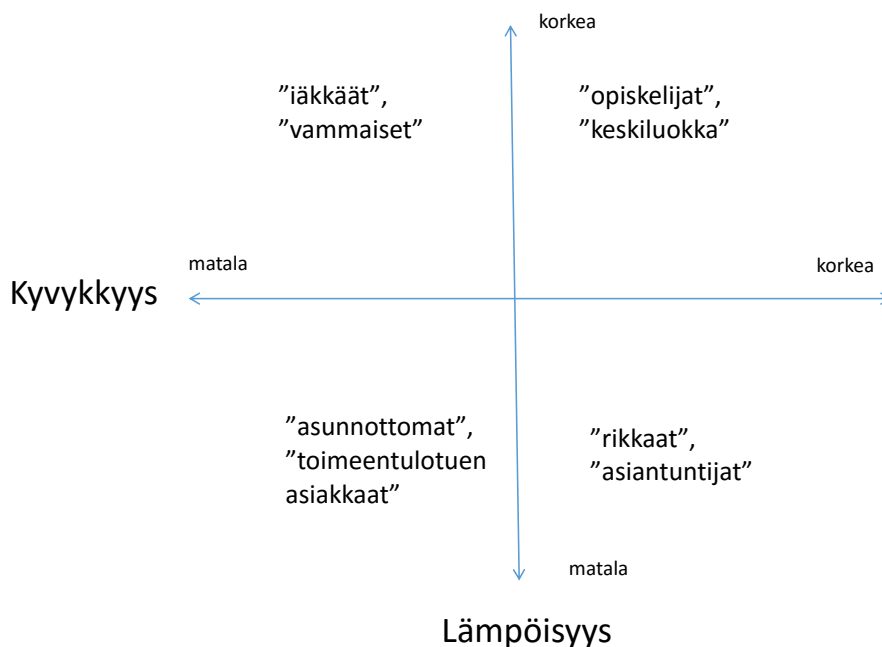 korkea
”iäkkäät”,
”vammaiset”
”opiskelijat”,
”keskiluokka”
matala
korkea
Kyvykkyys
”asunnottomat”,
”toimeentulotuen
asiakkaat”
”rikkaat”,
”asiantuntijat”
matala
Lämpöisyys